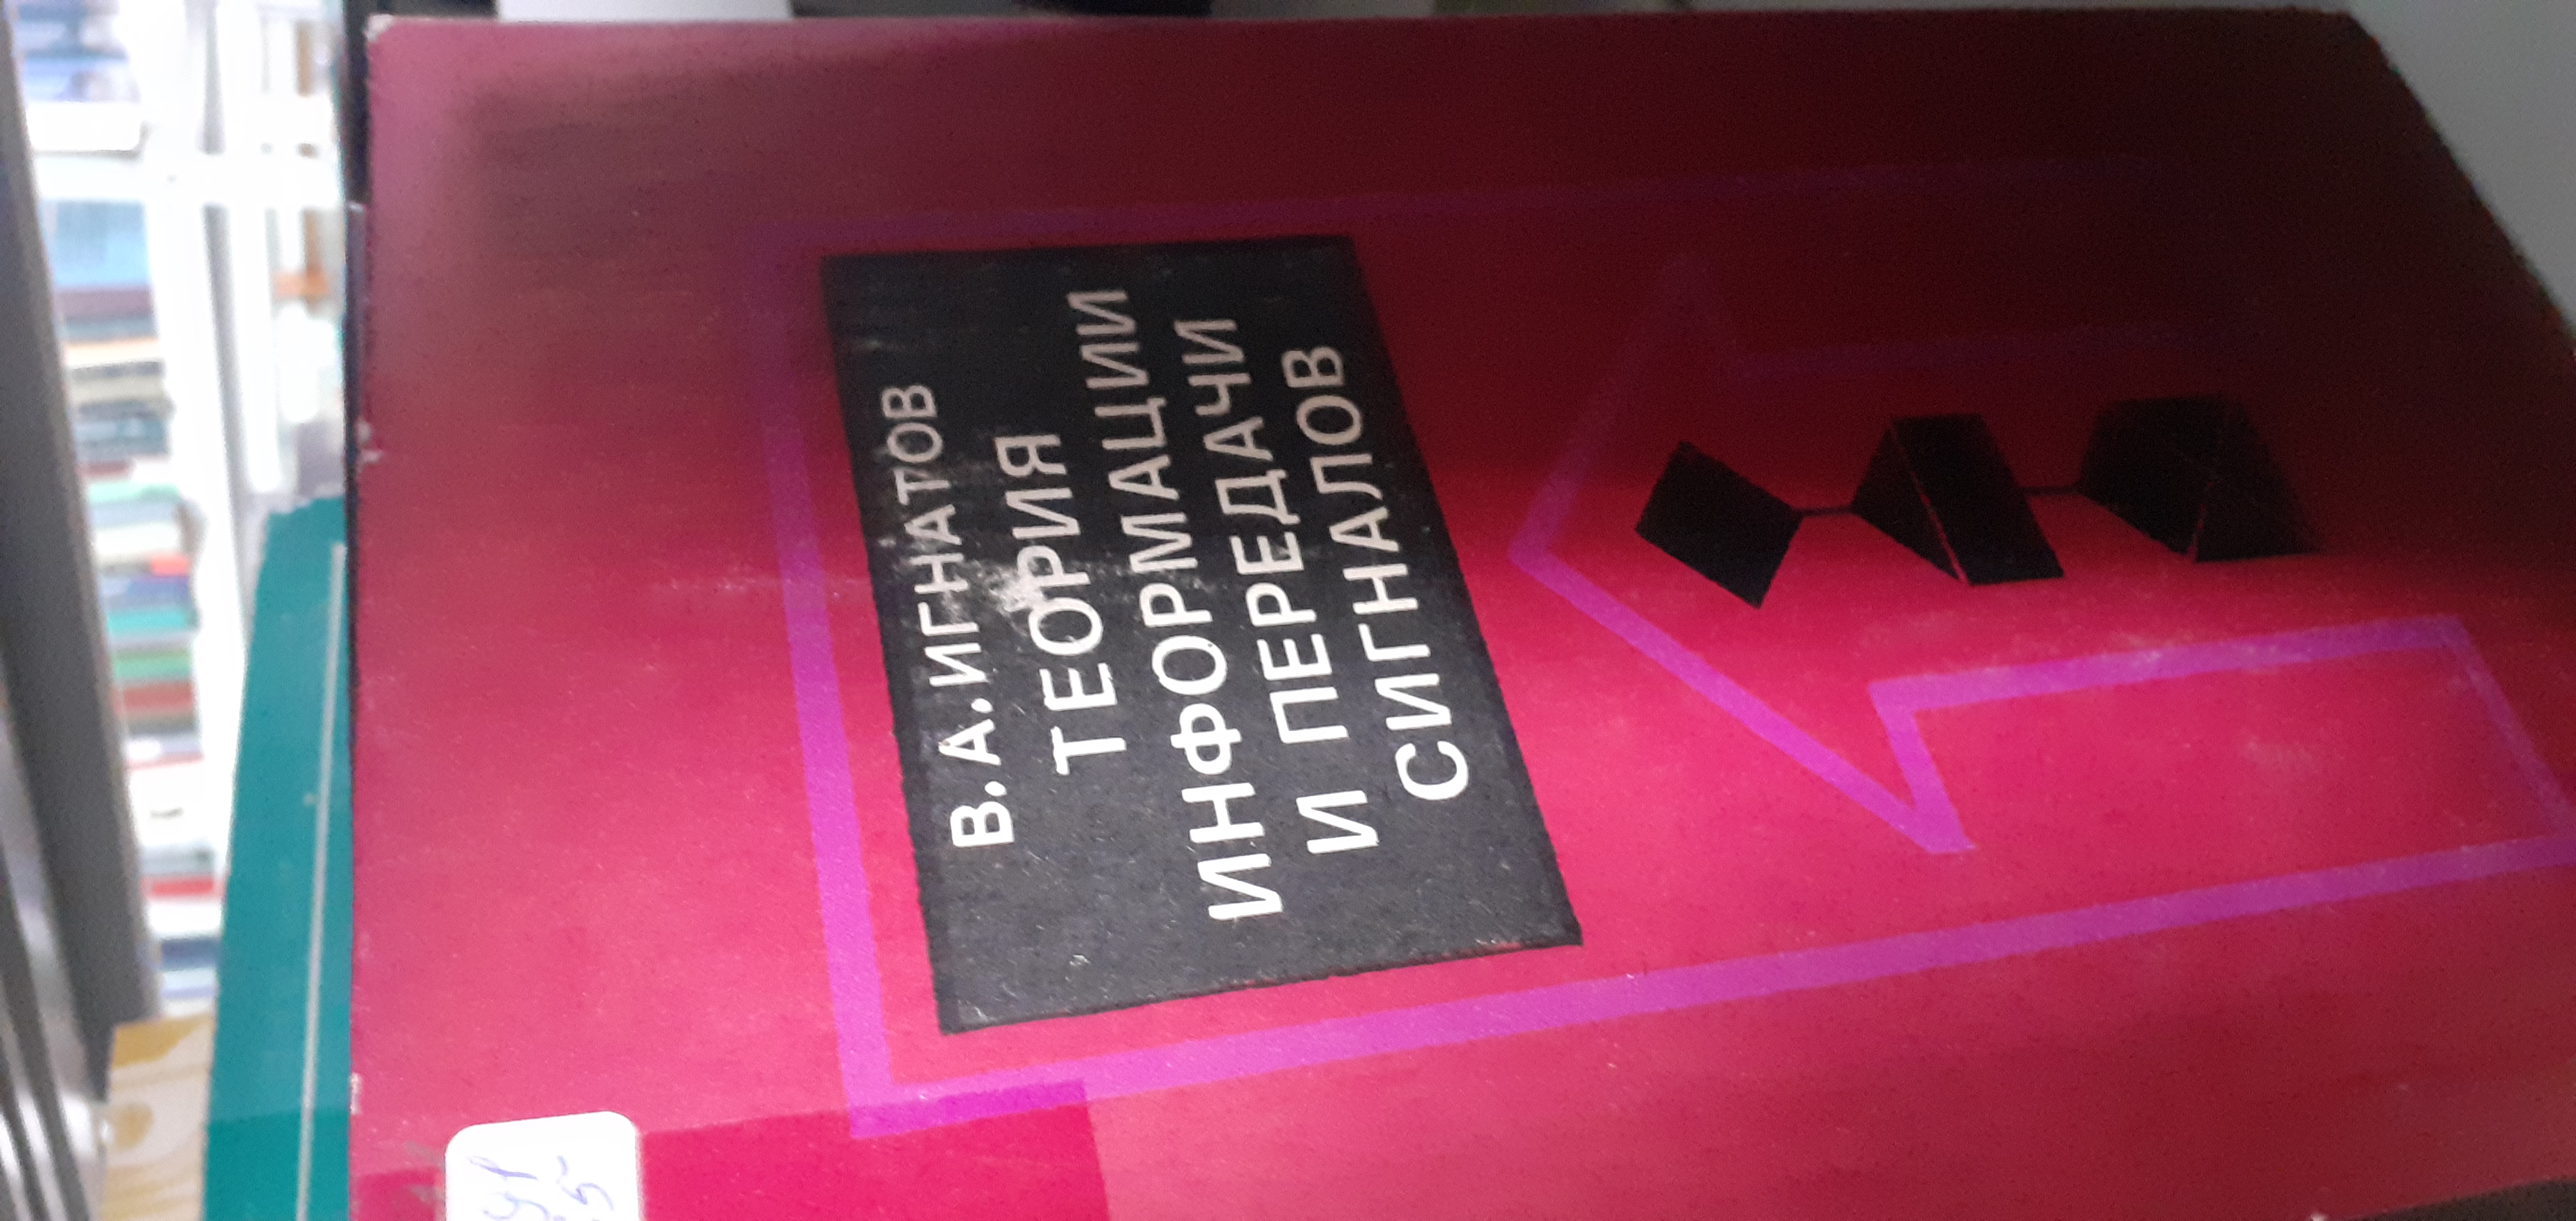 В.А.ИГНАТОВ
ТЕОРИЯ
ИНФОРМАЦИИ
И ПЕРЕДАЧИ
СИГНАЛОВ